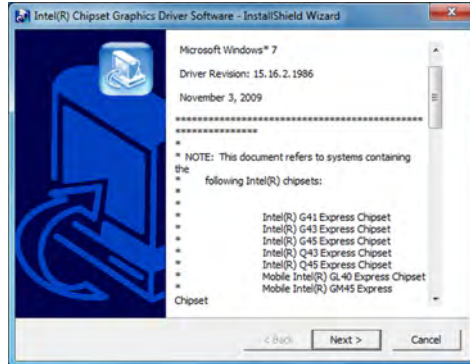 Intel(R) Chipset Graphics Driver Software - InstallShield Wizard
Microsoft Windows* 7
Driver Revision: 15.16.2.1986
November 3, 2009
************************************************
****************
*
* NOTE: This document refers to systems containing
the
* following Intel(R) chipsets:
*
*
* Intel(R) G41 Express Chipset
* Intel(R) G43 Express Chipset
* Intel(R) G45 Express Chipset
* Intel(R) Q43 Express Chipset
* Intel(R) Q45 Express Chipset
* Mobile Intel(R) GL40 Express Chipset
* Mobile Intel(R) GM45 Express
Chipset
< Back Next > Cancel